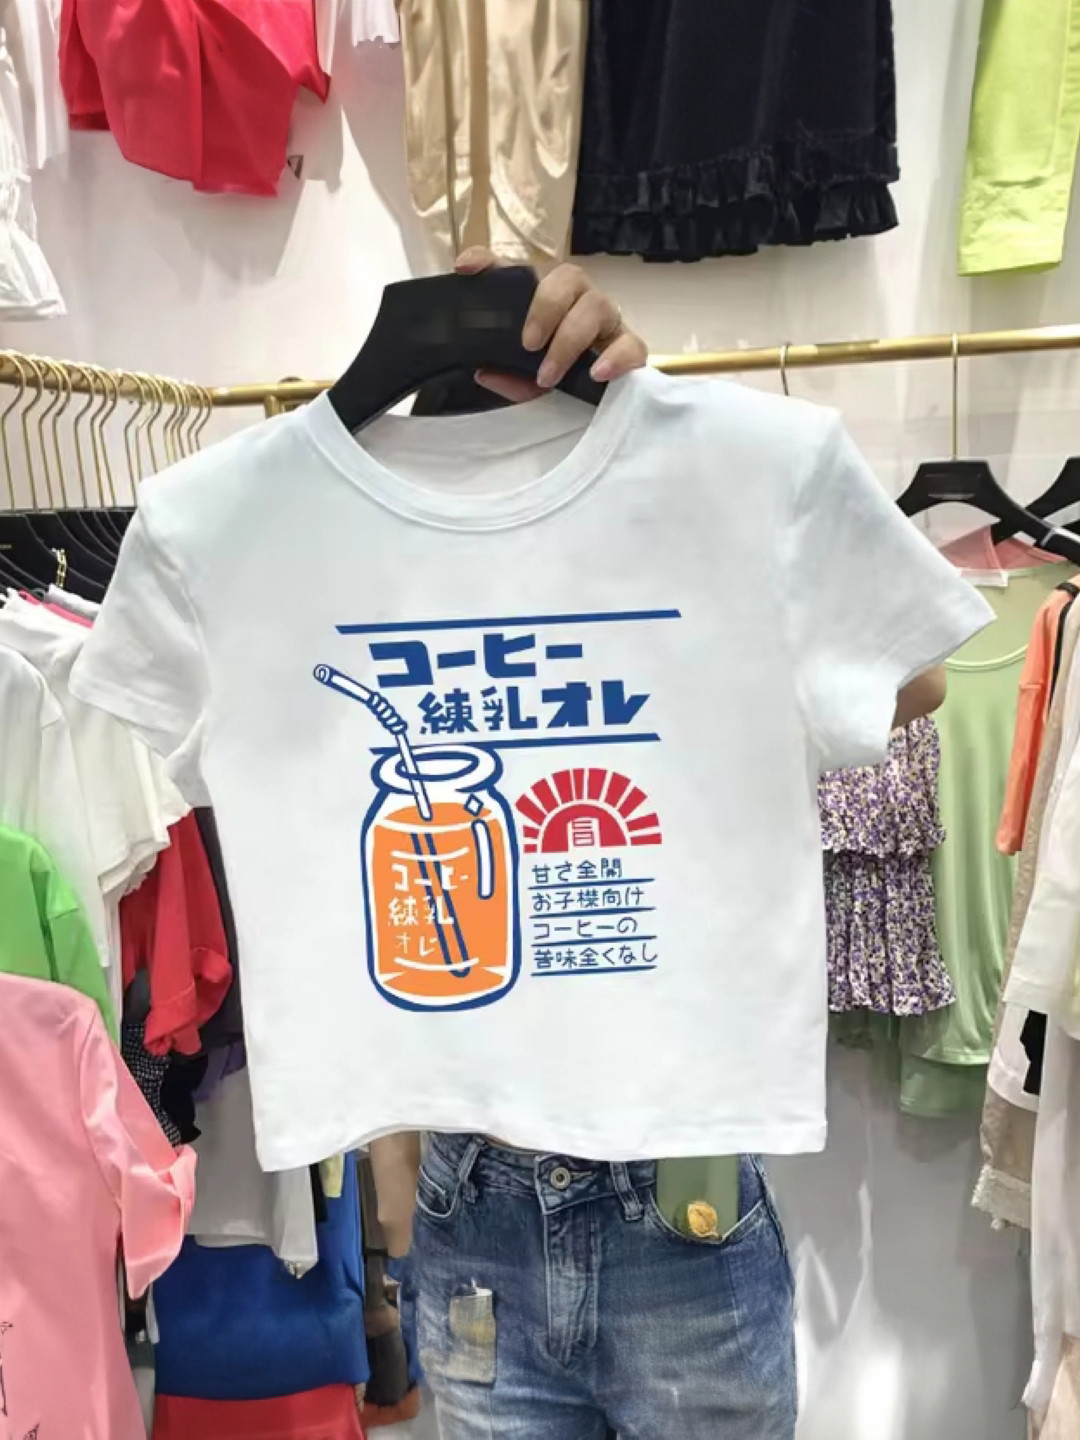 コーヒー
練乳オレ
コーヒー
練乳
オレ
甘さ全開
お子様向け
コーヒーの
苦味全くなし